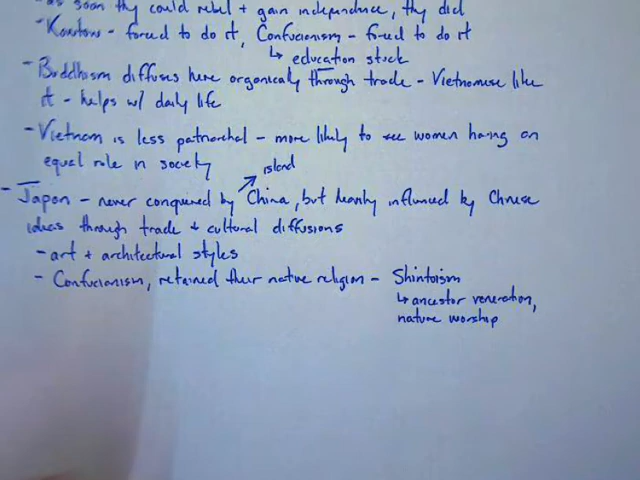 - as soon they could rebel + gain independence, they did
- Kowtow - forced to do it, Confucianism - forced to do it
↳ education stuck
- Buddhism diffuses here organically through trade - Vietnamese like
it - helps w/ daily life
- Vietnam is less patriarchal - more likely to see women having an
equal role in society
island
- Japan - never conquered by China, but heavily influenced by Chinese
ideas through trade + cultural diffusions
- art + architectural styles
- Confucianism, retained their native religion - Shintoism
↳ ancestor veneration,
nature worship